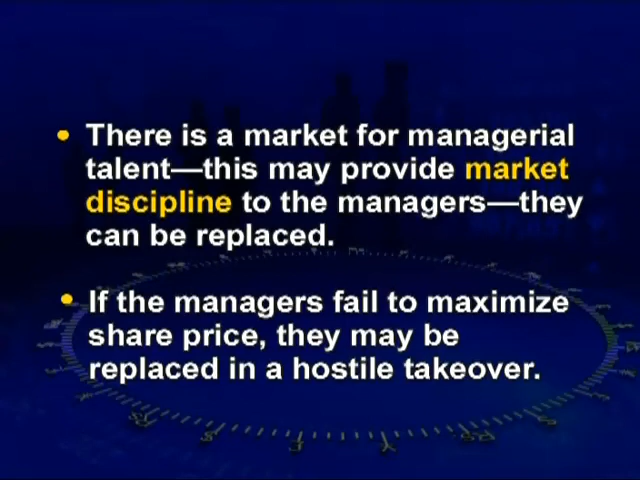 • There is a market for managerial
talent—this may provide market
discipline to the managers—they
can be replaced.
• If the managers fail to maximize
share price, they may be
replaced in a hostile takeover.